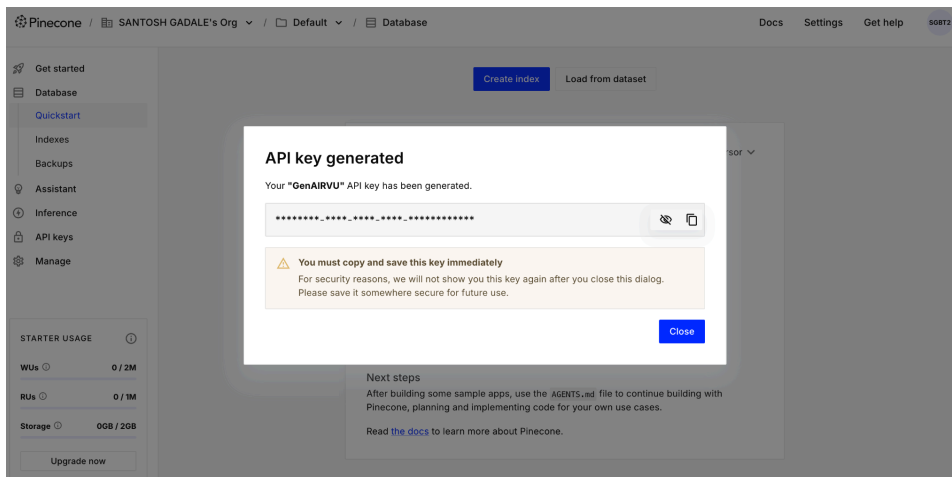 Pinecone / SANTOSH GADALE's Org / Default / Database
Docs Settings Get help SGBT2
Get started
Database
Quickstart
Indexes
Backups
Assistant
Inference
API keys
Manage
STARTER USAGE
WUs 0 / 2M
RUs 0 / 1M
Storage 0GB / 2GB
Upgrade now
Create index Load from dataset
rsor
API key generated
Your "GenAIRVU" API key has been generated.
********-****-****-****-************
You must copy and save this key immediately
For security reasons, we will not show you this key again after you close this dialog.
Please save it somewhere secure for future use.
Close
Next steps
After building some sample apps, use the AGENTS.md file to continue building with
Pinecone, planning and implementing code for your own use cases.
Read the docs to learn more about Pinecone.